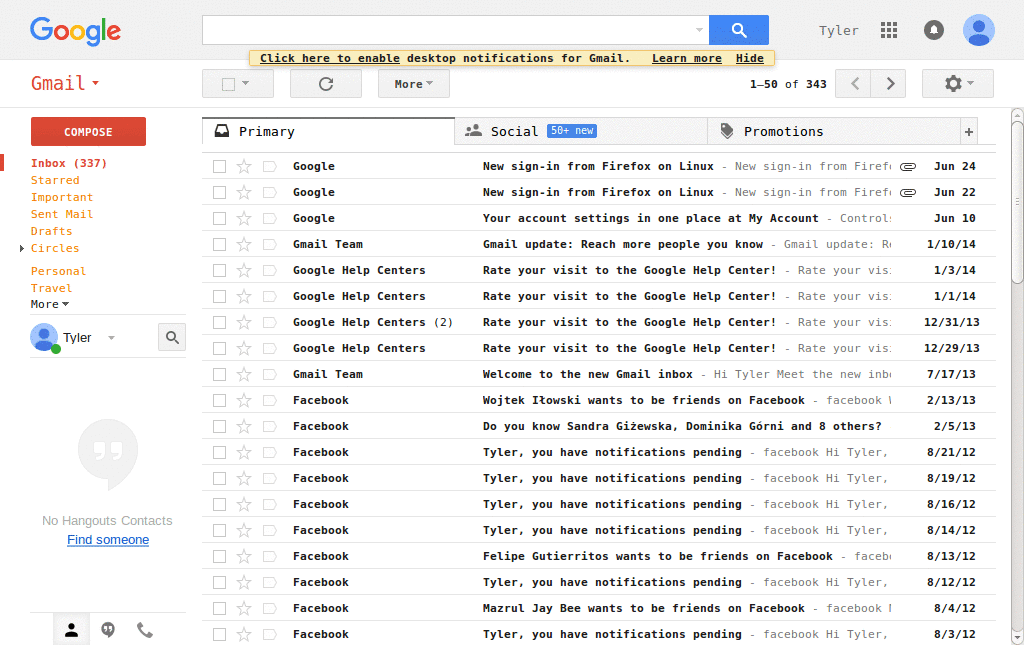 Google
Tyler
Click here to enable desktop notifications for Gmail. Learn more Hide
Gmail
More
1–50 of 343
COMPOSE
Inbox (337)
Starred
Important
Sent Mail
Drafts
Circles
Personal
Travel
More
Tyler
No Hangouts Contacts
Find someone
Primary
Social 50+ new
Promotions
+
Google New sign-in from Firefox on Linux - New sign-in from Firef Jun 24
Google New sign-in from Firefox on Linux - New sign-in from Firef Jun 22
Google Your account settings in one place at My Account - Controls Jun 10
Gmail Team Gmail update: Reach more people you know - Gmail update: Re 1/10/14
Google Help Centers Rate your visit to the Google Help Center! - Rate your vis 1/3/14
Google Help Centers Rate your visit to the Google Help Center! - Rate your vis 1/1/14
Google Help Centers (2) Rate your visit to the Google Help Center! - Rate your vis 12/31/13
Google Help Centers Rate your visit to the Google Help Center! - Rate your vis 12/29/13
Gmail Team Welcome to the new Gmail inbox - Hi Tyler Meet the new inb 7/17/13
Facebook Wojtek Iłowski wants to be friends on Facebook - facebook 2/13/13
Facebook Do you know Sandra Giżewska, Dominika Górni and 8 others? 2/5/13
Facebook Tyler, you have notifications pending - facebook Hi Tyler, 8/21/12
Facebook Tyler, you have notifications pending - facebook Hi Tyler, 8/19/12
Facebook Tyler, you have notifications pending - facebook Hi Tyler, 8/16/12
Facebook Tyler, you have notifications pending - facebook Hi Tyler, 8/14/12
Facebook Felipe Gutierritos wants to be friends on Facebook - faceb 8/13/12
Facebook Tyler, you have notifications pending - facebook Hi Tyler, 8/12/12
Facebook Mazrul Jay Bee wants to be friends on Facebook - facebook 8/4/12
Facebook Tyler, you have notifications pending - facebook Hi Tyler, 8/3/12